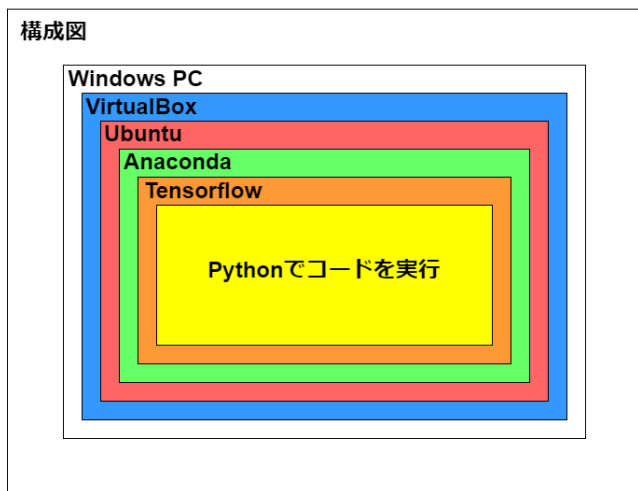 構成図
Windows PC
VirtualBox
Ubuntu
Anaconda
Tensorflow
Pythonでコードを実行